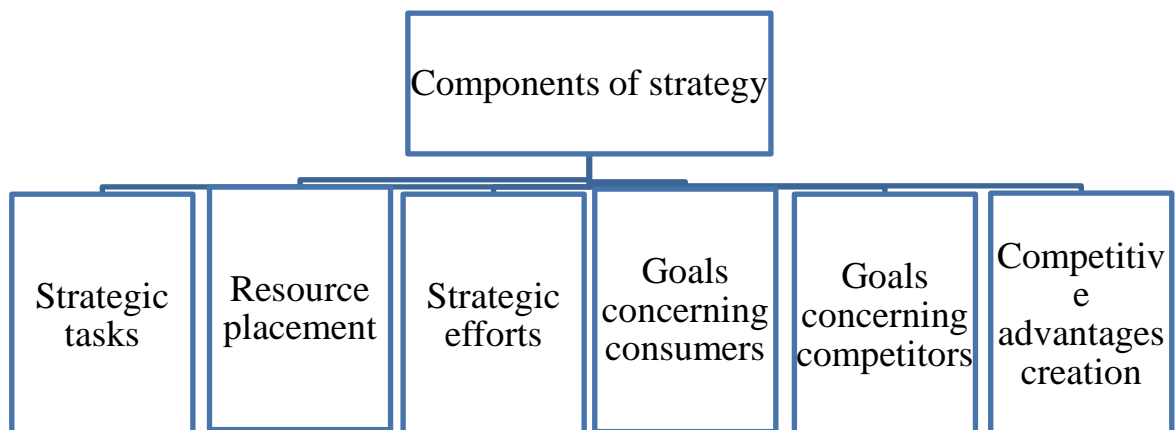 Components of strategy
Strategic
tasks
Resource
placement
Strategic
efforts
Goals
concerning
consumers
Goals
concerning
competitors
Competitiv
e
advantages
creation